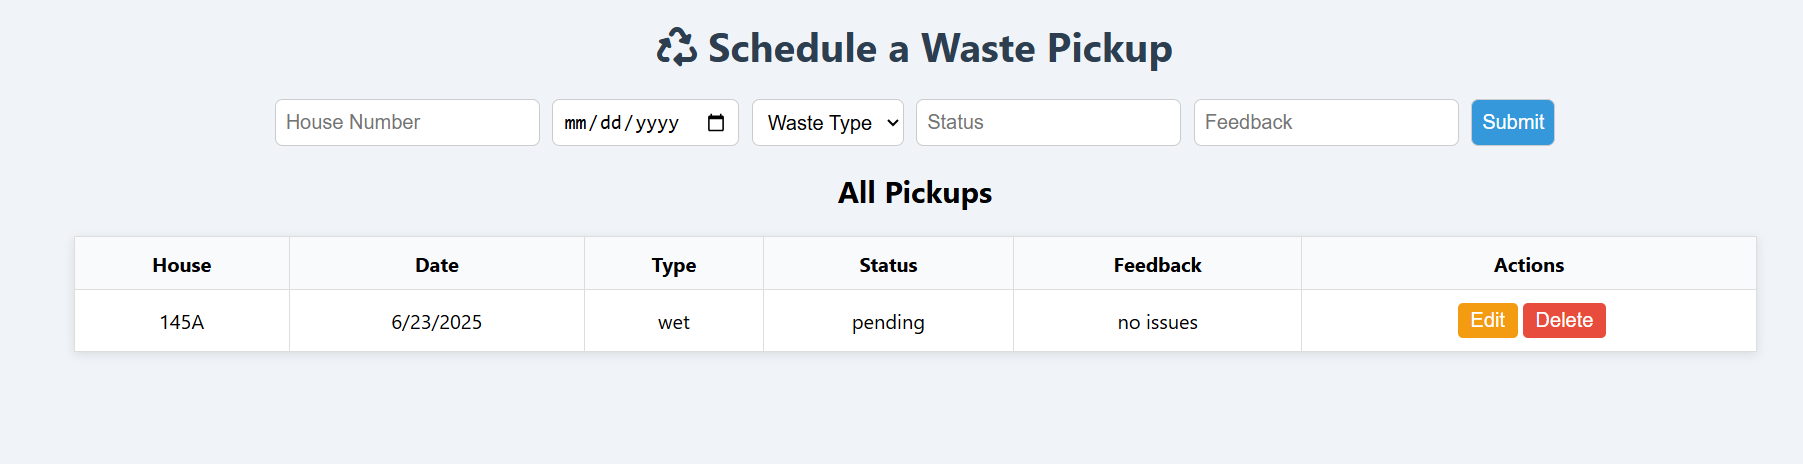 Schedule a Waste Pickup
House Number mm/dd/yyyy Waste Type Status Feedback Submit
All Pickups
House Date Type Status Feedback Actions
145A 6/23/2025 wet pending no issues Edit Delete